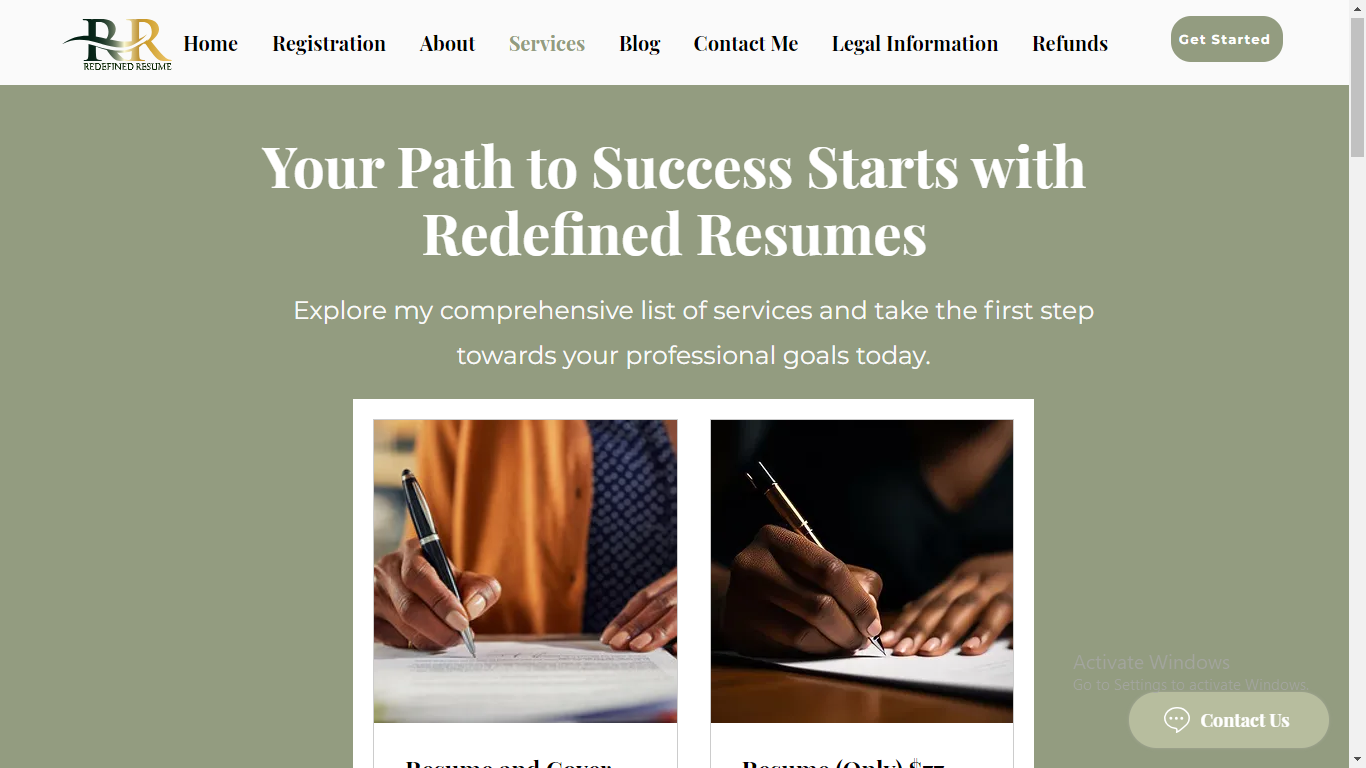 RR
REDEFINED RESUME
Home Registration About Services Blog Contact Me Legal Information Refunds
Get Started
Your Path to Success Starts with
Redefined Resumes
Explore my comprehensive list of services and take the first step
towards your professional goals today.
Activate Windows
Go to Settings to activate Windows.
Contact Us
Resume and Cover Resume (Only) $77